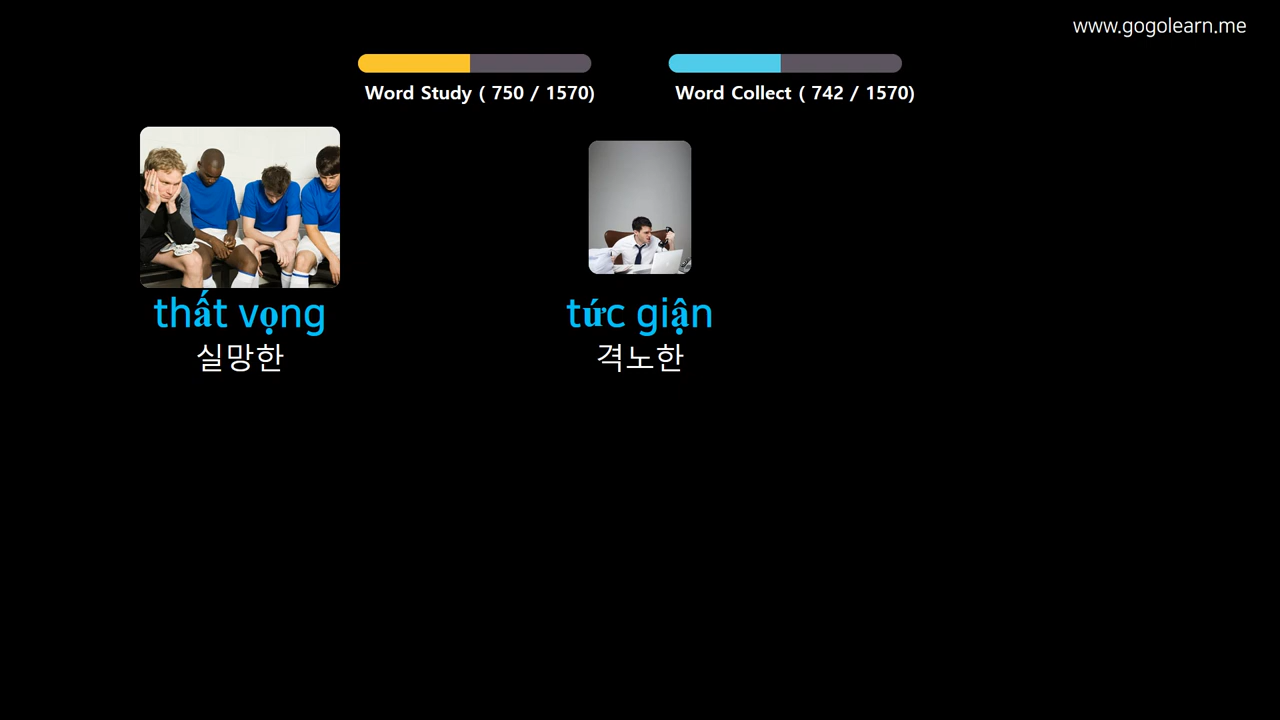 www.gogolearn.me
Word Study ( 750 / 1570)
Word Collect ( 742 / 1570)
thất vọng
실망한
tức giận
격노한